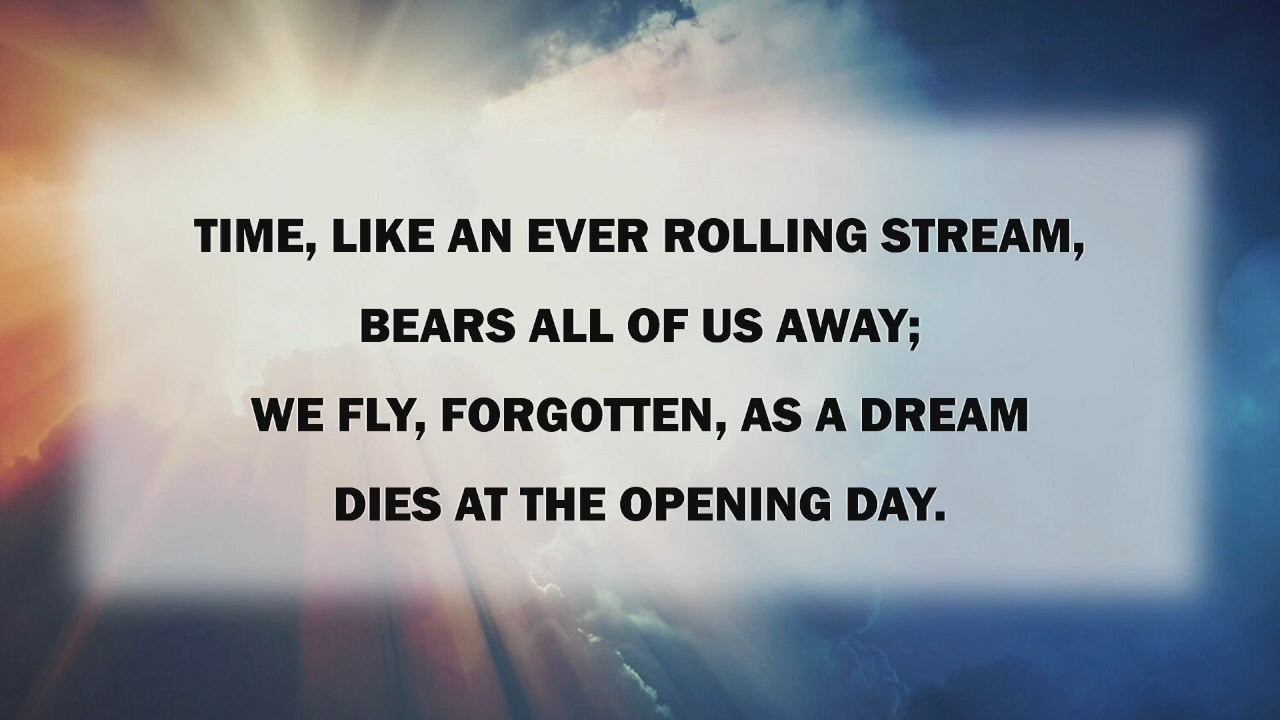 TIME, LIKE AN EVER ROLLING STREAM,
BEARS ALL OF US AWAY;
WE FLY, FORGOTTEN, AS A DREAM
DIES AT THE OPENING DAY.